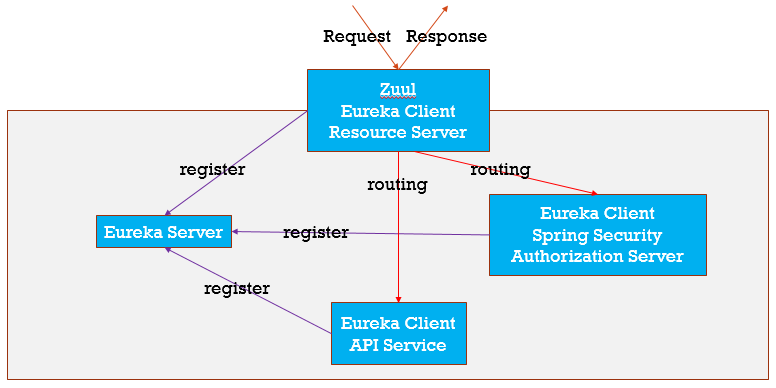 Request
Response
Zuul
Eureka Client
Resource Server
register
routing
routing
Eureka Server
register
Eureka Client
Spring Security
Authorization Server
register
Eureka Client
API Service